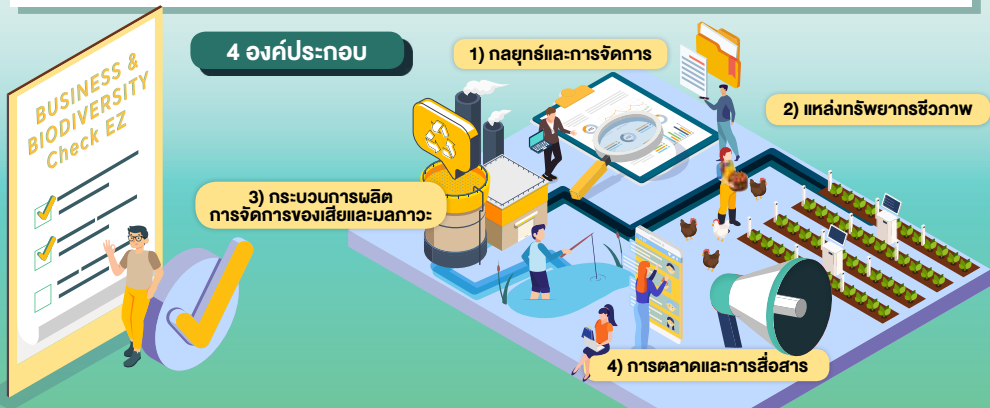 BUSINESS &
BIODIVERSITY
Check EZ
4 องค์ประกอบ
1) กลยุทธ์และการจัดการ
2) แหล่งทรัพยากรชีวภาพ
3) กระบวนการผลิต
การจัดการของเสียและมลภาวะ
4) การตลาดและการสื่อสาร